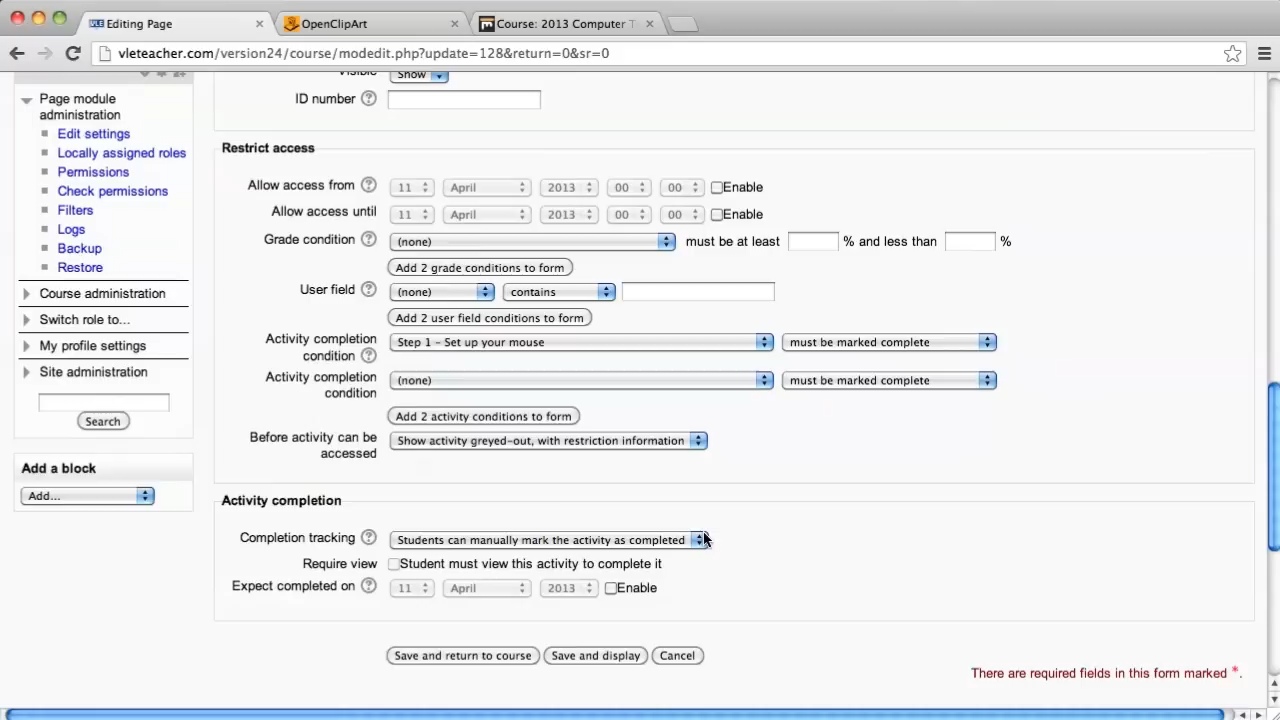 Editing Page
OpenClipArt
Course: 2013 Computer T
vleteacher.com/version24/course/modedit.php?update=128&return=0&sr=0
Page module
administration
Edit settings
Locally assigned roles
Permissions
Check permissions
Filters
Logs
Backup
Restore
Course administration
Switch role to...
My profile settings
Site administration
Search
Add a block
Add...
Visible Show
ID number
Restrict access
Allow access from 11 April 2013 00 00 Enable
Allow access until 11 April 2013 00 00 Enable
Grade condition (none) must be at least % and less than %
Add 2 grade conditions to form
User field (none) contains
Add 2 user field conditions to form
Activity completion
condition Step 1 - Set up your mouse must be marked complete
Activity completion
condition (none) must be marked complete
Add 2 activity conditions to form
Before activity can be
accessed Show activity greyed-out, with restriction information
Activity completion
Completion tracking Students can manually mark the activity as completed
Require view Student must view this activity to complete it
Expect completed on 11 April 2013 Enable
Save and return to course Save and display Cancel
There are required fields in this form marked *.